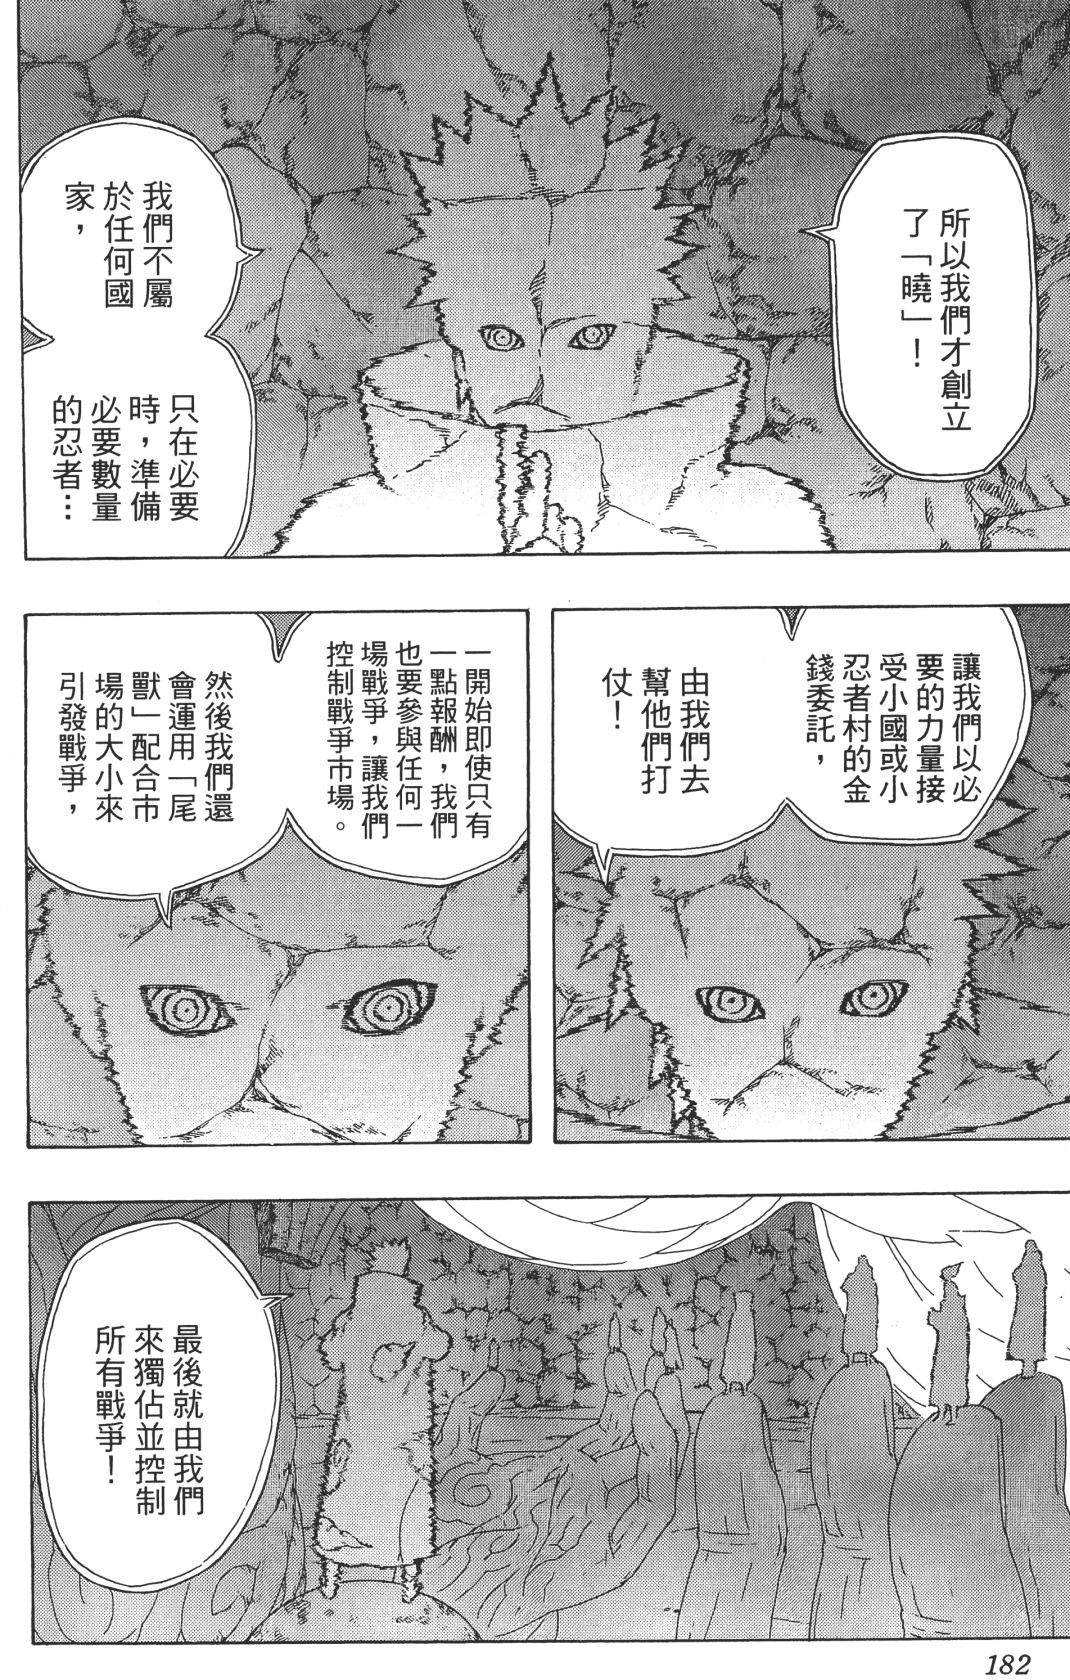 所以我們才創立
了「曉」！
我們不屬
於任何國
家，
只在必要
時，準備
必要數量
的忍者…
讓我們以必
要的力量接
受小國或小
忍者村的金
錢委託，
由我們去
幫他們打
仗！
一開始即使只有
一點報酬，我們
也要參與任何一
場戰爭，讓我們
控制戰爭市場。
然後我們還
會運用「尾
獸」配合市
場的大小來
引發戰爭，
最後就由我們
來獨佔並控制
所有戰爭！
182